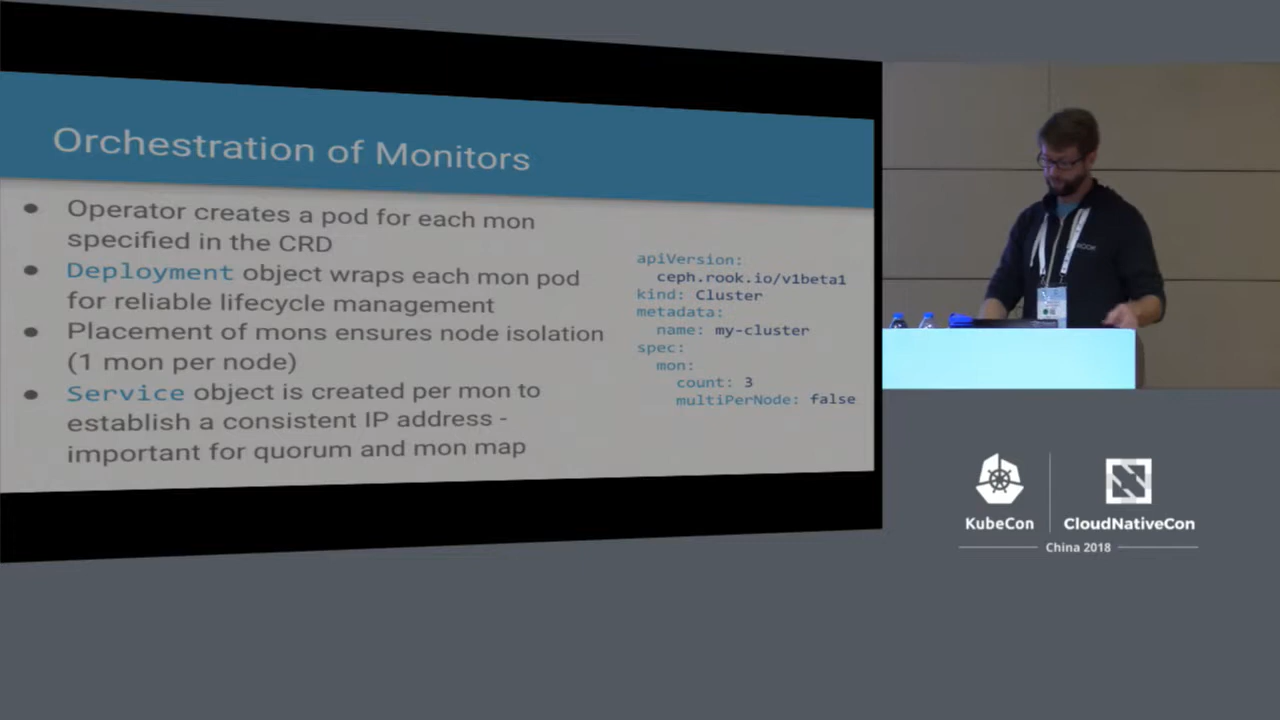 Orchestration of Monitors
● Operator creates a pod for each mon
specified in the CRD
● Deployment object wraps each mon pod
for reliable lifecycle management
● Placement of mons ensures node isolation
(1 mon per node)
● Service object is created per mon to
establish a consistent IP address -
important for quorum and mon map
apiVersion:
ceph.rook.io/v1beta1
kind: Cluster
metadata:
name: my-cluster
spec:
mon:
count: 3
multiPerNode: false
KubeCon
CloudNativeCon
China 2018